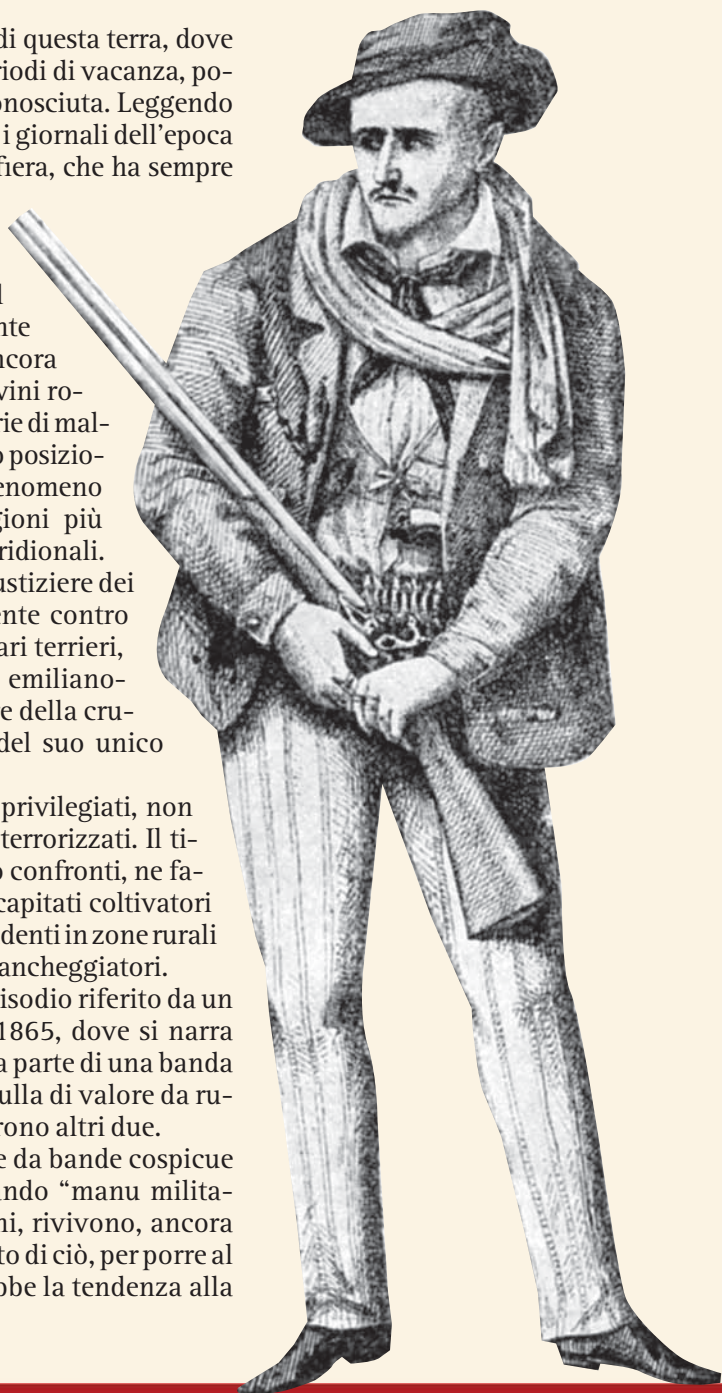 di questa terra, dove
riodi di vacanza, po-
onosciuta. Leggendo
i giornali dell'epoca
fiera, che ha sempre
l
nte
ncora
vini ro-
rie di mal-
o posizio-
enomeno
gioni più
ridionali.
ustiziere dei
ente contro
ari terrieri,
emiliano-
e della cru-
del suo unico
privilegiati, non
terrorizzati. Il ti-
o confronti, ne fa-
capitati coltivatori
denti in zone rurali
ancheggiatori.
isodio riferito da un
1865, dove si narra
a parte di una banda
ulla di valore da ru-
rono altri due.
e da bande cospicue
ndo “manu milita-
ni, rivivono, ancora
to di ciò, per porre al
bbe la tendenza alla